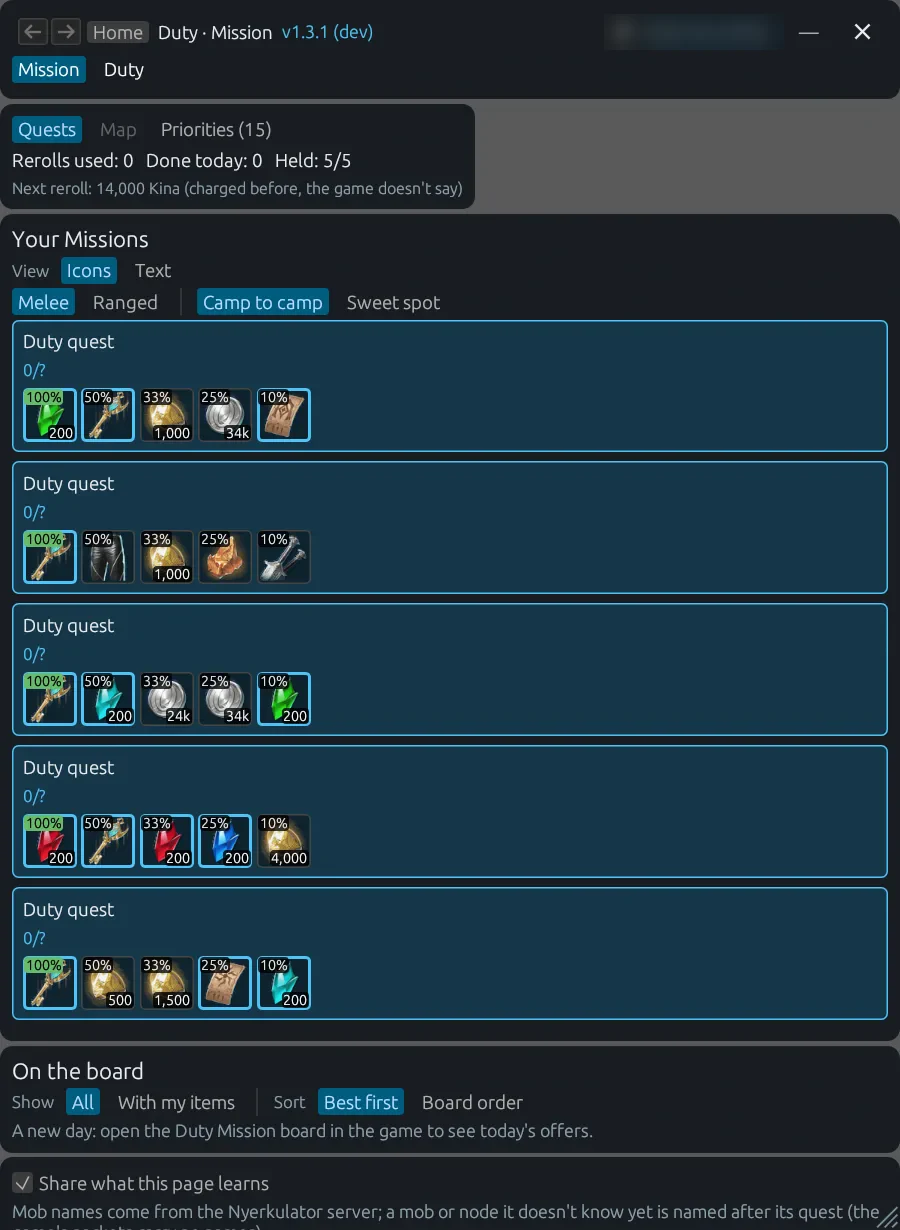 Home Duty · Mission v1.3.1 (dev)
Mission Duty
Quests Map Priorities (15)
Rerolls used: 0 Done today: 0 Held: 5/5
Next reroll: 14,000 Kina (charged before, the game doesn't say)
Your Missions
View Icons Text
Melee Ranged Camp to camp Sweet spot
Duty quest
0/?
100% 50% 33% 25% 10%
200 1,000 34k
Duty quest
0/?
100% 50% 33% 25% 10%
1,000
Duty quest
0/?
100% 50% 33% 25% 10%
200 24k 34k 200
Duty quest
0/?
100% 50% 33% 25% 10%
200 200 200 4,000
Duty quest
0/?
100% 50% 33% 25% 10%
500 1,500 200
On the board
Show All With my items Sort Best first Board order
A new day: open the Duty Mission board in the game to see today's offers.
Share what this page learns
Mob names come from the Nyerkulator server; a mob or node it doesn't know yet is named after its quest (the